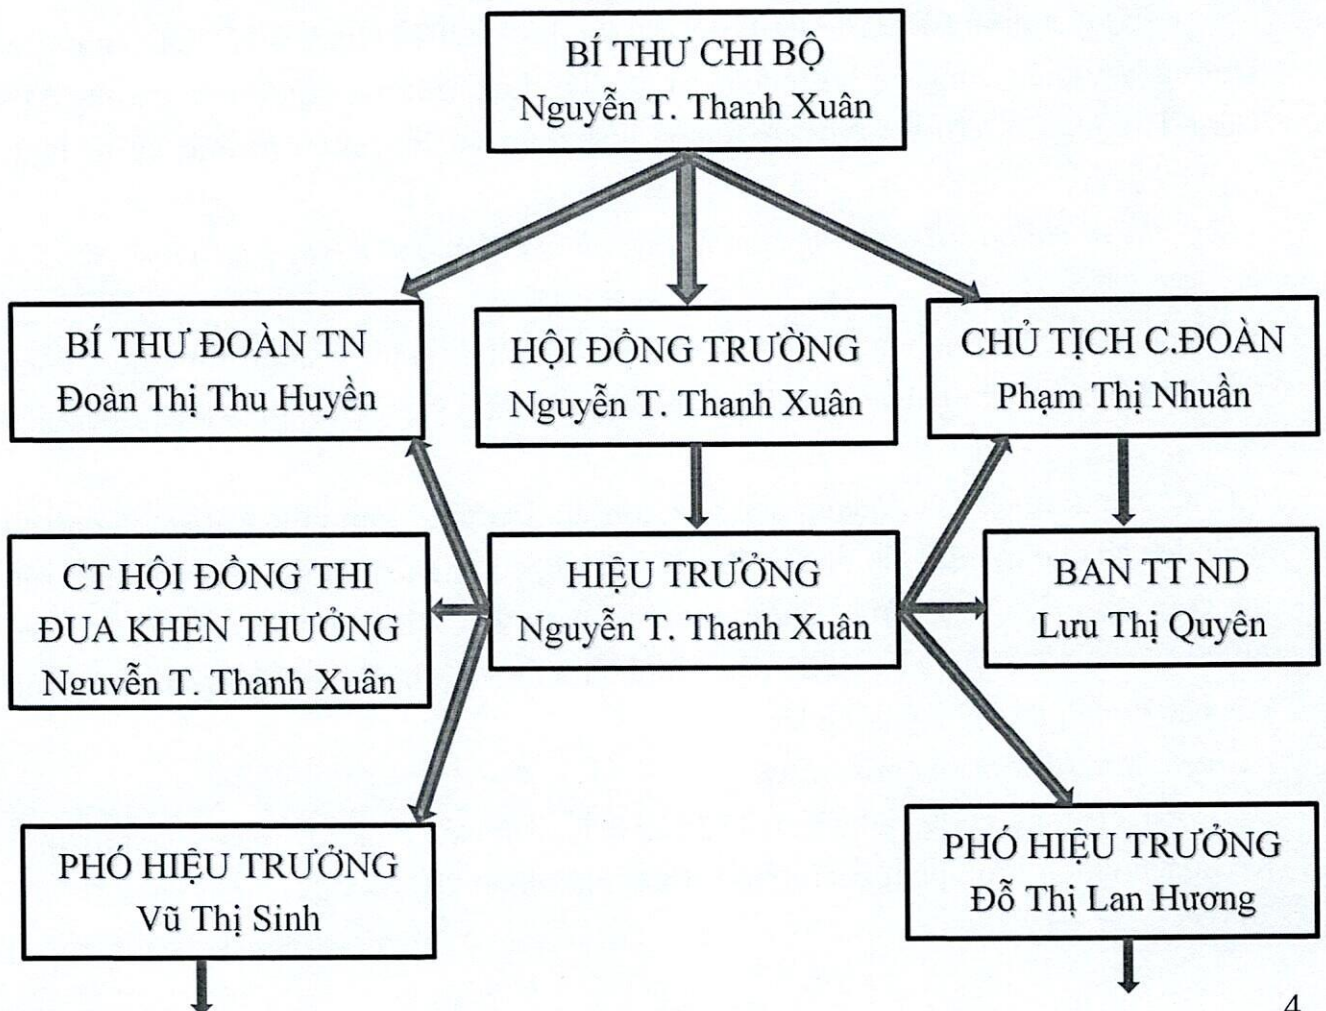 BÍ THƯ CHI BỘ
Nguyễn T. Thanh Xuân
BÍ THƯ ĐOÀN TN
Đoàn Thị Thu Huyền
HỘI ĐỒNG TRƯỜNG
Nguyễn T. Thanh Xuân
CHỦ TỊCH C.ĐOÀN
Phạm Thị Nhuần
CT HỘI ĐỒNG THI
ĐUA KHEN THƯỞNG
Nguyễn T. Thanh Xuân
HIỆU TRƯỞNG
Nguyễn T. Thanh Xuân
BAN TT ND
Lưu Thị Quyên
PHÓ HIỆU TRƯỞNG
Vũ Thị Sinh
PHÓ HIỆU TRƯỞNG
Đỗ Thị Lan Hương
4